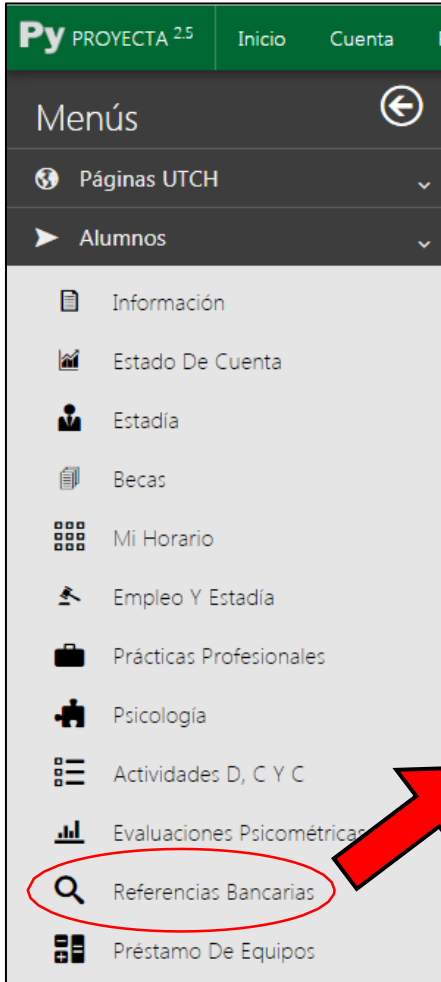 Py PROYECTA 2.5 Inicio Cuenta
Menús
Páginas UTCH
Alumnos
Información
Estado De Cuenta
Estadía
Becas
Mi Horario
Empleo Y Estadía
Prácticas Profesionales
Psicología
Actividades D, C Y C
Evaluaciones Psicométricas
Referencias Bancarias
Préstamo De Equipos